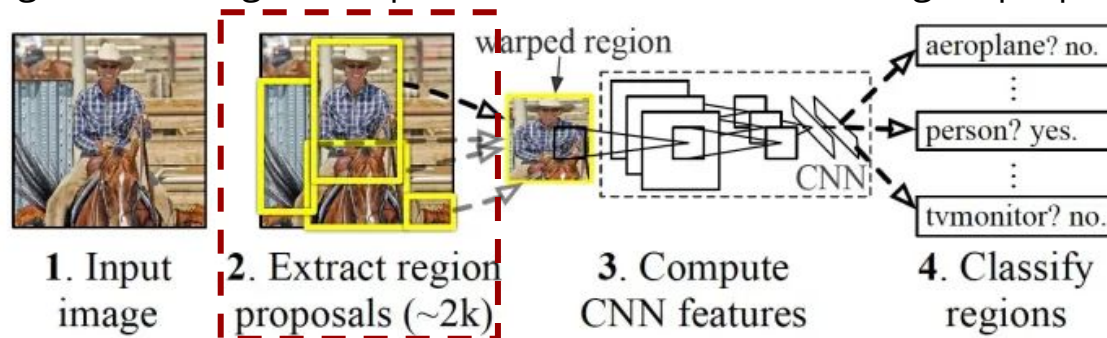 warped region
aeroplane? no.
⋮
person? yes.
⋮
CNN
tvmonitor? no.
1. Input
image
2. Extract region
proposals (~2k)
3. Compute
CNN features
4. Classify
regions